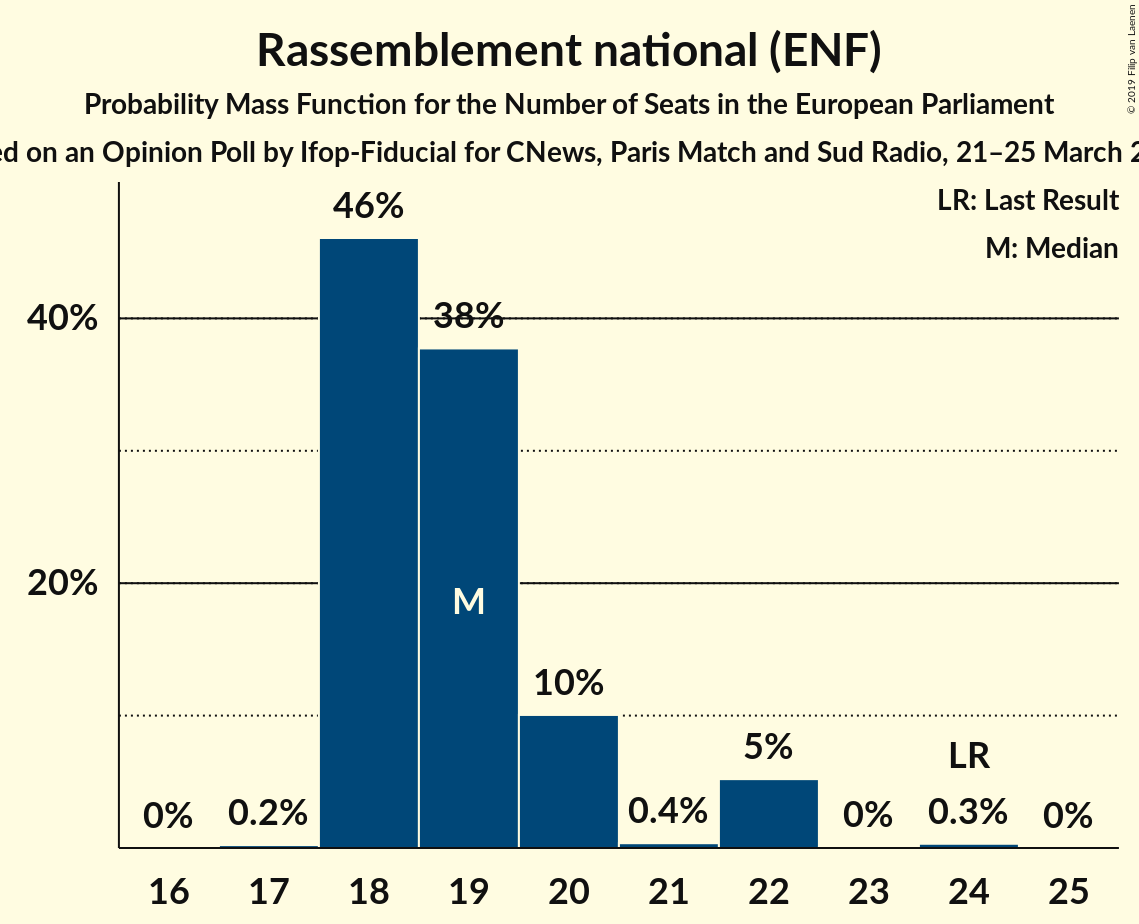 Rassemblement national (ENF)
Probability Mass Function for the Number of Seats in the European Parliament
on an Opinion Poll by Ifop-Fiducial for CNews, Paris Match and Sud Radio, 21–25 March
LR: Last Result
M: Median
46%
38%
40%
20%
M
10%
5%
LR
0%
0.2%
0.4%
0%
0.3%
0%
16 17 18 19 20 21 22 23 24 25
© 2019 Filip van Laenen